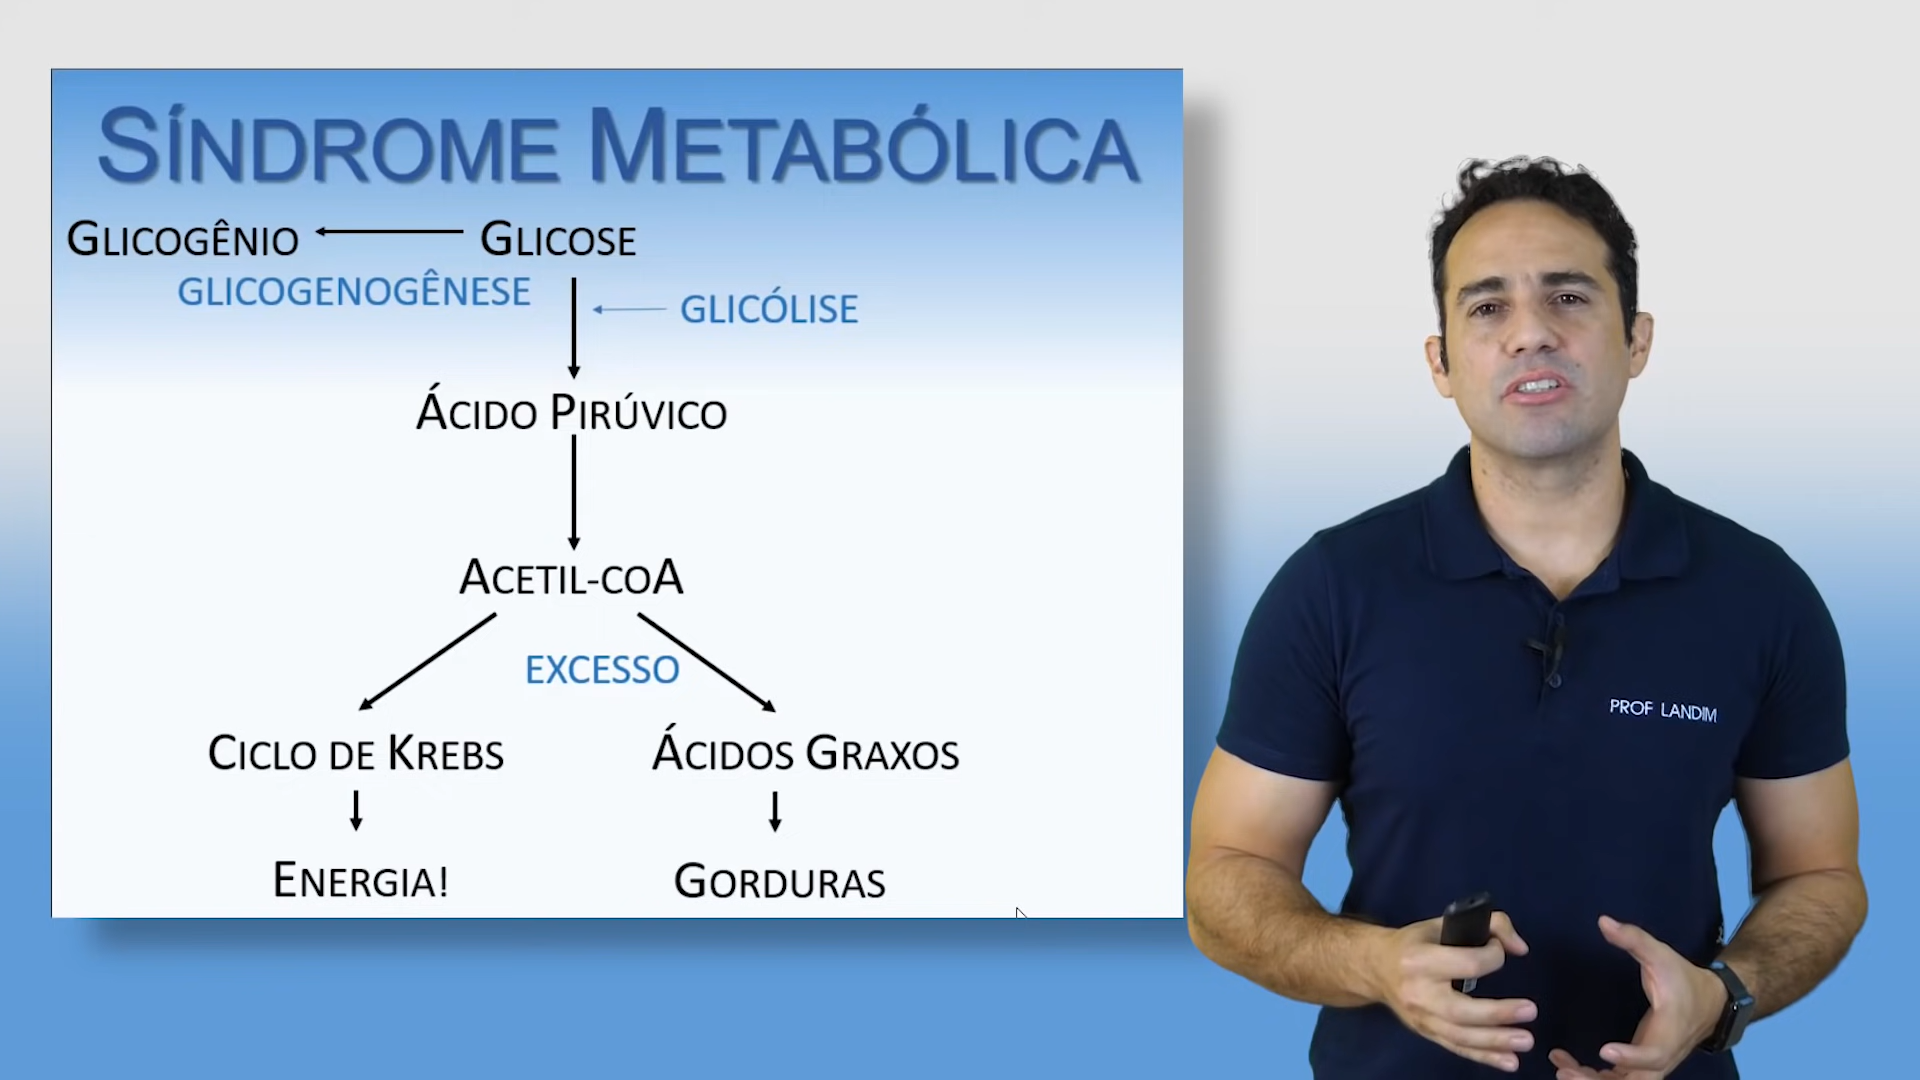 SÍNDROME METABÓLICA
GLICOGÊNIO GLICOSE
GLICOGENOGÊNESE
GLICÓLISE
ÁCIDO PIRÚVICO
ACETIL-COA
EXCESSO
CICLO DE KREBS ÁCIDOS GRAXOS
ENERGIA! GORDURAS
PROF LANDIM